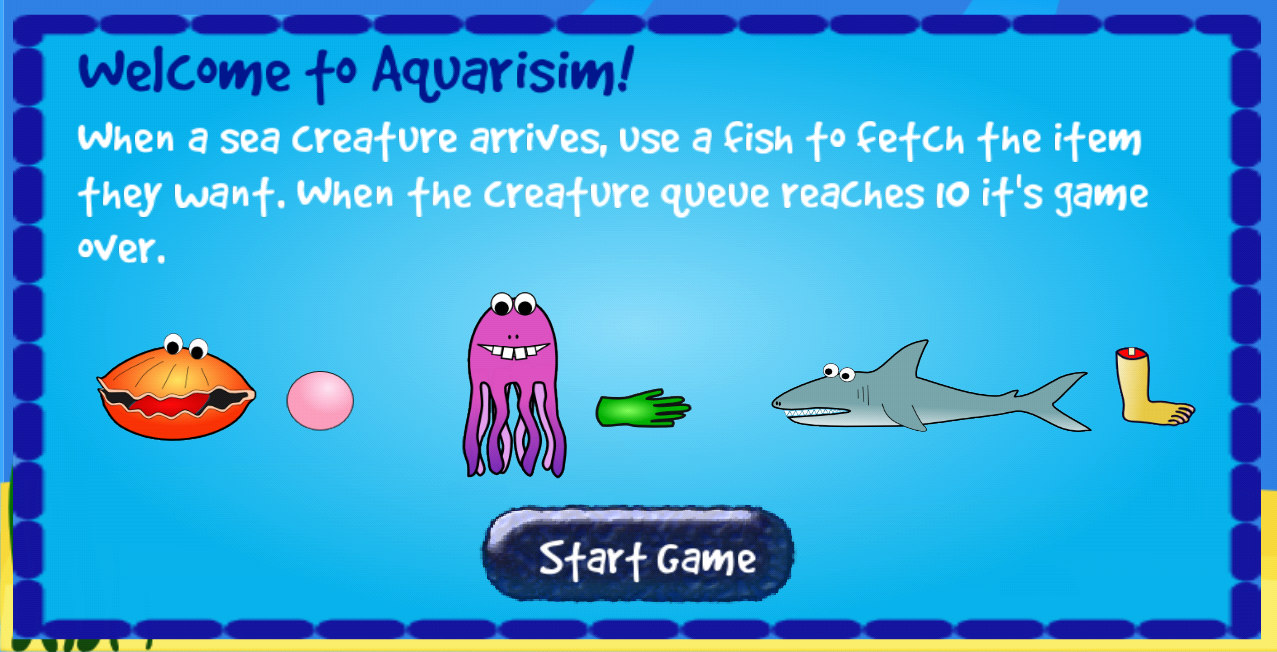 Welcome to Aquarisim!
When a sea creature arrives, use a fish to fetch the item
they want. When the creature queue reaches 10 it's game
over.
Start Game